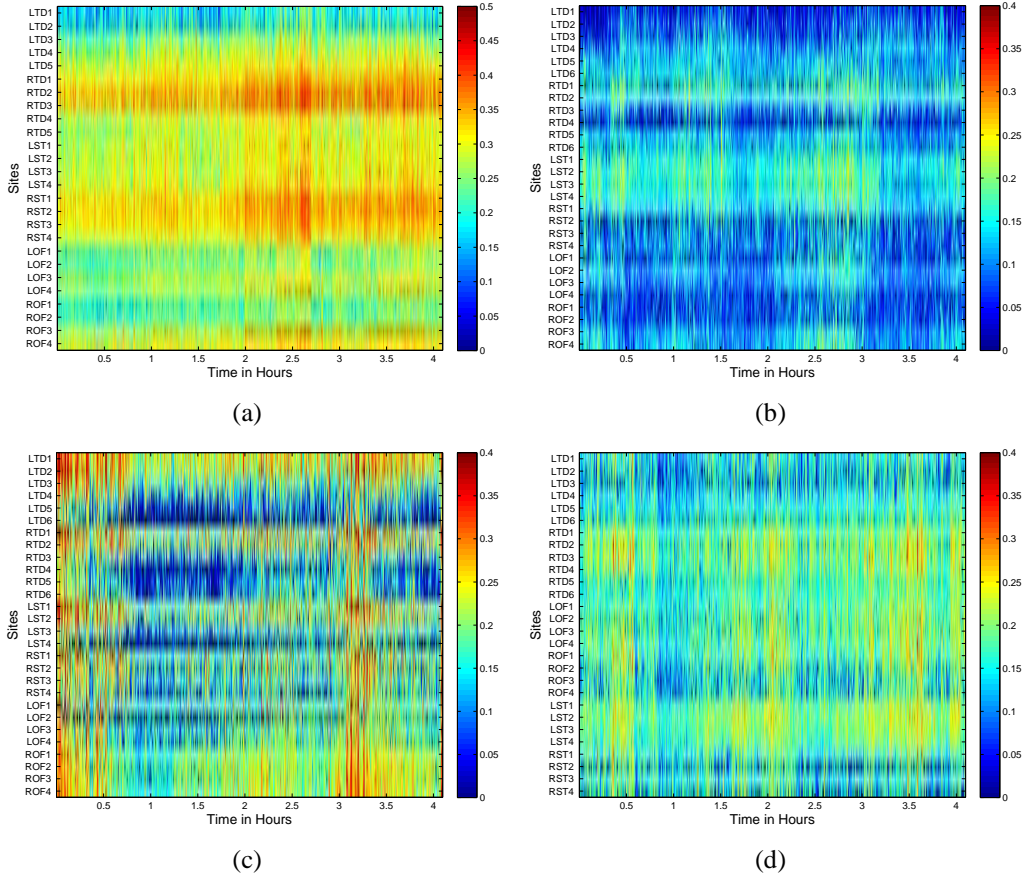 Sites
LTD1
LTD2
LTD3
LTD4
LTD5
RTD1
RTD2
RTD3
RTD4
RTD5
LST1
LST2
LST3
LST4
RST1
RST2
RST3
RST4
LOF1
LOF2
LOF3
LOF4
ROF1
ROF2
ROF3
ROF4
0.5 1 1.5 2 2.5 3 3.5 4
Time in Hours
0.5
0.45
0.4
0.35
0.3
0.25
0.2
0.15
0.1
0.05
0
(a)
Sites
LTD1
LTD2
LTD3
LTD4
LTD5
LTD6
RTD1
RTD2
RTD3
RTD4
RTD5
RTD6
LST1
LST2
LST3
LST4
RST1
RST2
RST3
RST4
LOF1
LOF2
LOF3
LOF4
ROF1
ROF2
ROF3
ROF4
0.5 1 1.5 2 2.5 3 3.5 4
Time in Hours
0.4
0.35
0.3
0.25
0.2
0.15
0.1
0.05
0
(b)
Sites
LTD1
LTD2
LTD3
LTD4
LTD5
LTD6
RTD1
RTD2
RTD3
RTD4
RTD5
RTD6
LST1
LST2
LST3
LST4
RST1
RST2
RST3
RST4
LOF1
LOF2
LOF3
LOF4
ROF1
ROF2
ROF3
ROF4
0.5 1 1.5 2 2.5 3 3.5 4
Time in Hours
0.4
0.35
0.3
0.25
0.2
0.15
0.1
0.05
0
(c)
Sites
LTD1
LTD2
LTD3
LTD4
LTD5
LTD6
RTD1
RTD2
RTD3
RTD4
RTD5
RTD6
LOF1
LOF2
LOF3
LOF4
ROF1
ROF2
ROF3
ROF4
LST1
LST2
LST3
LST4
RST1
RST2
RST3
RST4
0.5 1 1.5 2 2.5 3 3.5 4
Time in Hours
0.4
0.35
0.3
0.25
0.2
0.15
0.1
0.05
0
(d)